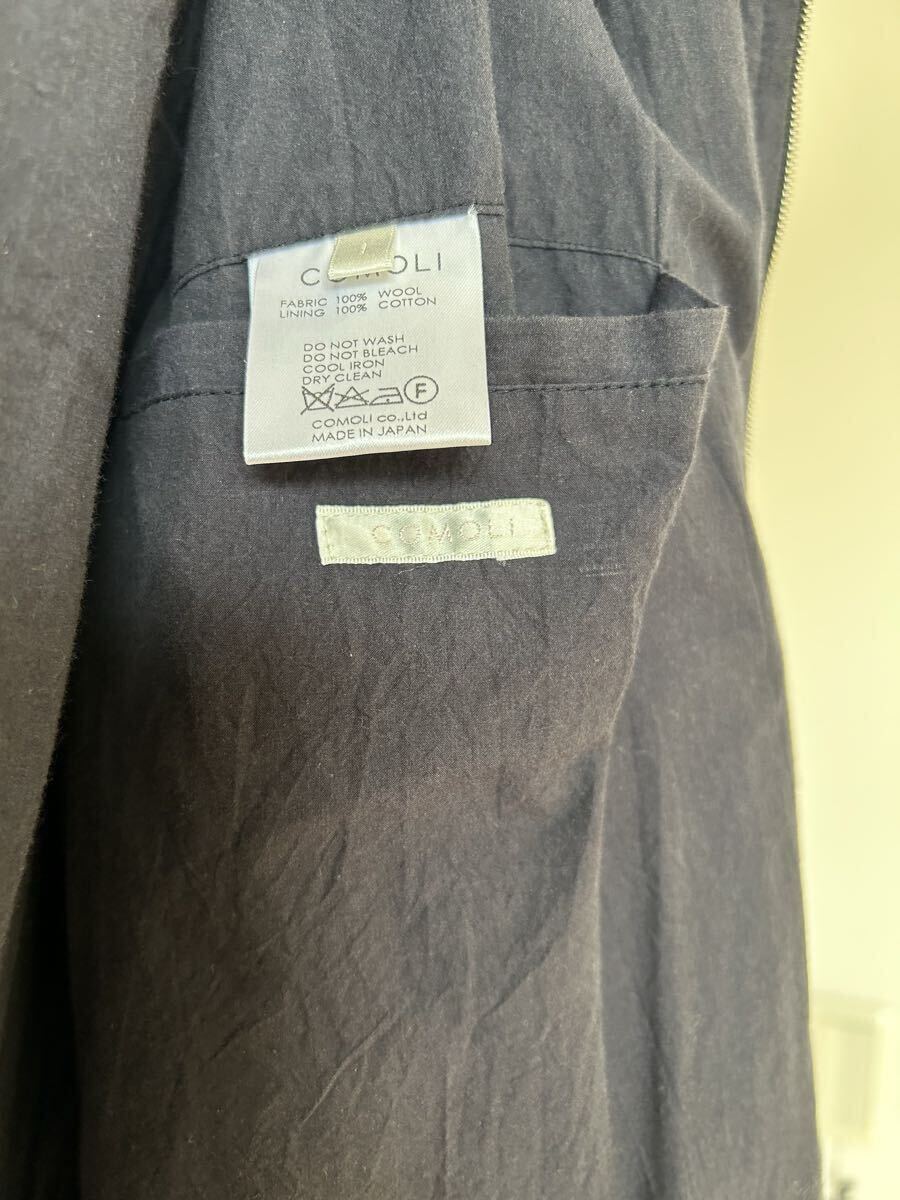 1
COMOLI
FABRIC 100% WOOL
LINING 100% COTTON
DO NOT WASH
DO NOT BLEACH
COOL IRON
DRY CLEAN
F
COMOLI co.,Ltd
MADE IN JAPAN
COMOLI